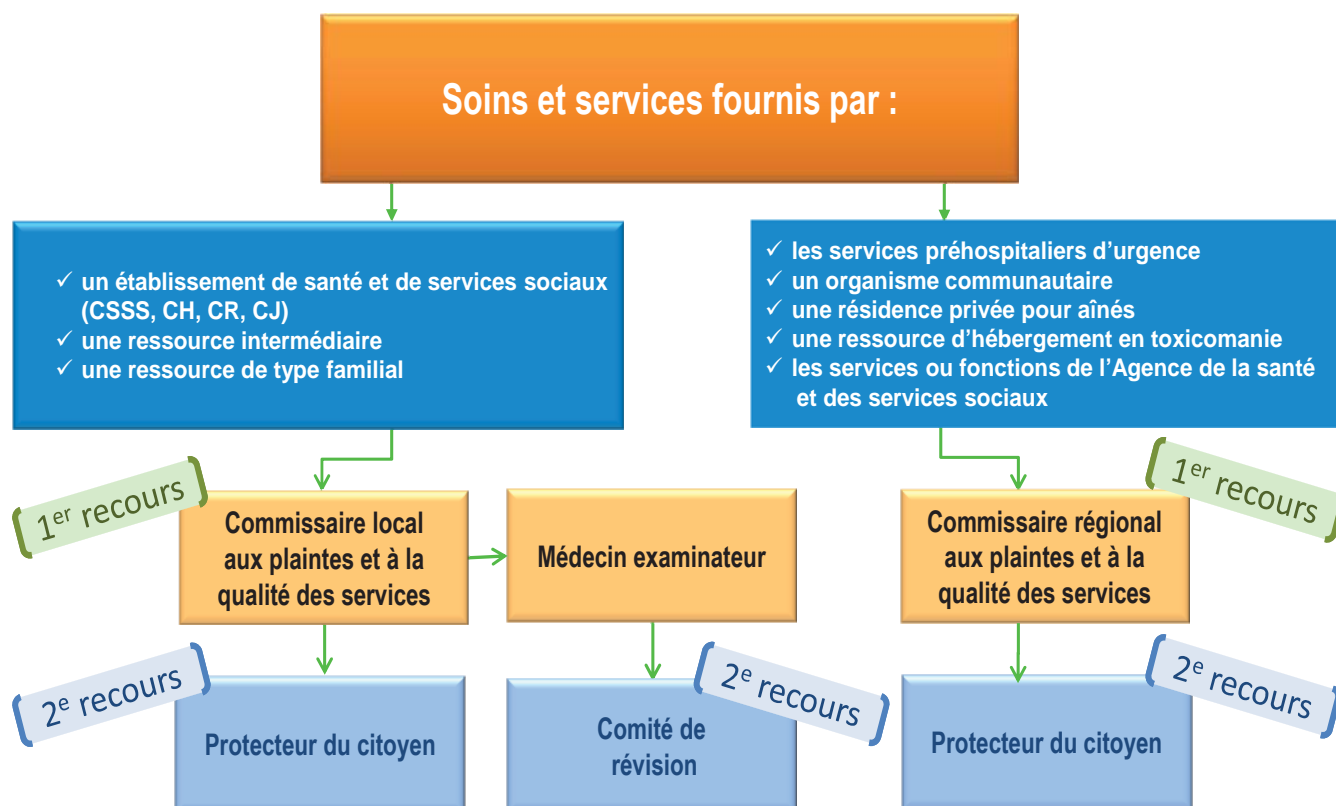 Soins et services fournis par :
✓ un établissement de santé et de services sociaux
(CSSS, CH, CR, CJ)
✓ une ressource intermédiaire
✓ une ressource de type familial
✓ les services préhospitaliers d’urgence
✓ un organisme communautaire
✓ une résidence privée pour aînés
✓ une ressource d’hébergement en toxicomanie
✓ les services ou fonctions de l’Agence de la santé
et des services sociaux
1er recours
Commissaire local
aux plaintes et à la
qualité des services
Médecin examinateur
1er recours
Commissaire régional
aux plaintes et à la
qualité des services
2e recours
Protecteur du citoyen
2e recours
Comité de
révision
2e recours
Protecteur du citoyen